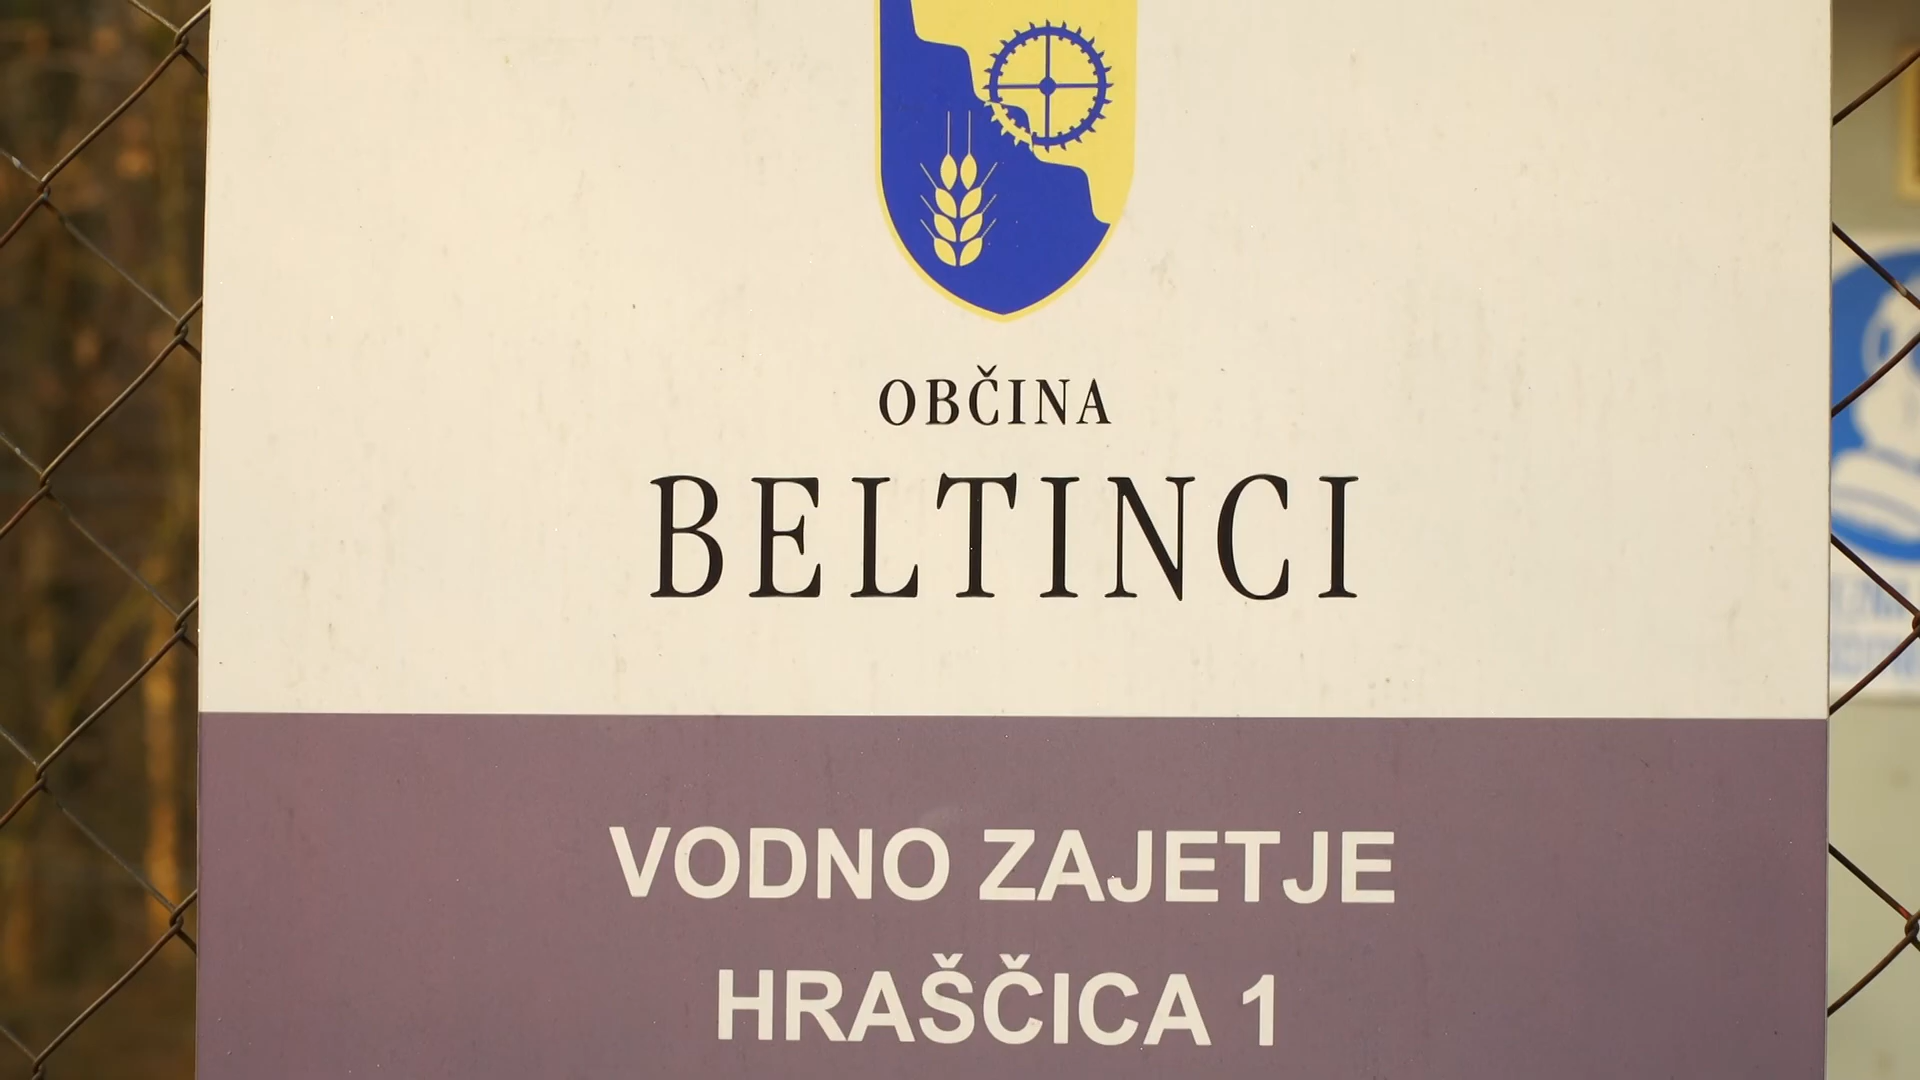 OBČINA
BELTINCI
VODNO ZAJETJE
HRAŠČICA 1